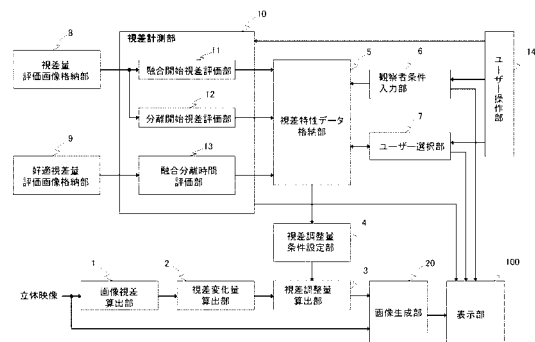 8
視差量
評価画像格納部
10
視差計測部
11
融合開始視差評価部
12
分離開始視差評価部
9
好適視差量
評価画像格納部
13
融合分離時間
評価部
5
視差特性データ
格納部
6
観察者条件
入力部
7
ユーザー選択部
14
ユーザー操作部
4
視差調整量
条件設定部
立体映像
1
画像視差
算出部
2
視差変化量
算出部
3
視差調整量
算出部
20
画像生成部
100
表示部